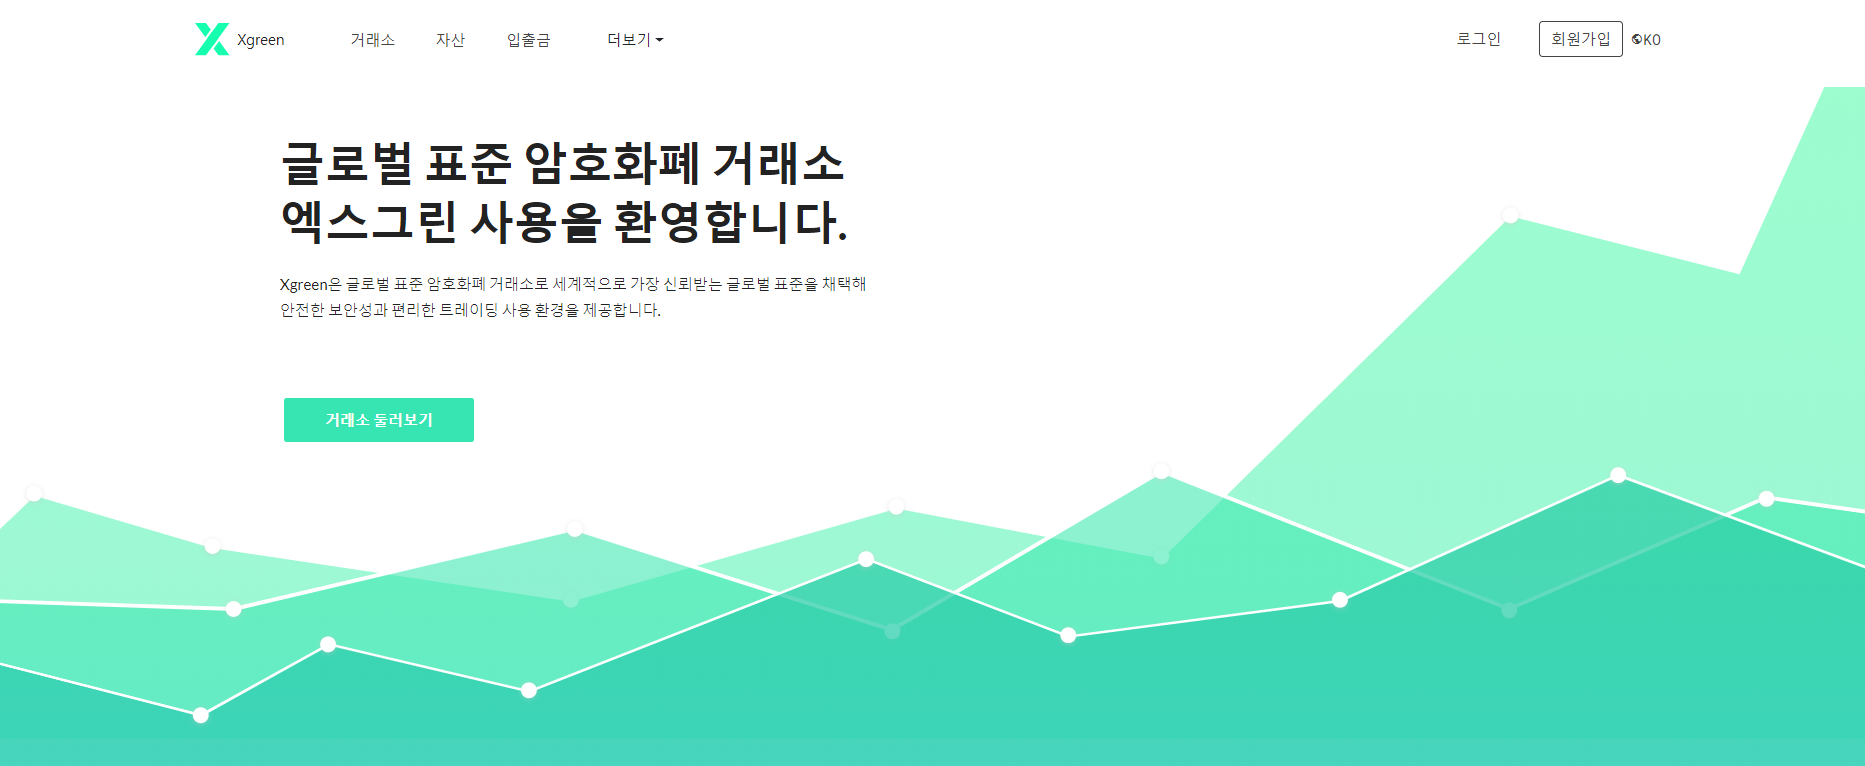 Xgreen
거래소
자산
입출금
더보기
로그인
회원가입
KO
글로벌 표준 암호화폐 거래소
엑스그린 사용을 환영합니다.
Xgreen은 글로벌 표준 암호화폐 거래소로 세계적으로 가장 신뢰받는 글로벌 표준을 채택해
안전한 보안성과 편리한 트레이딩 사용 환경을 제공합니다.
거래소 둘러보기